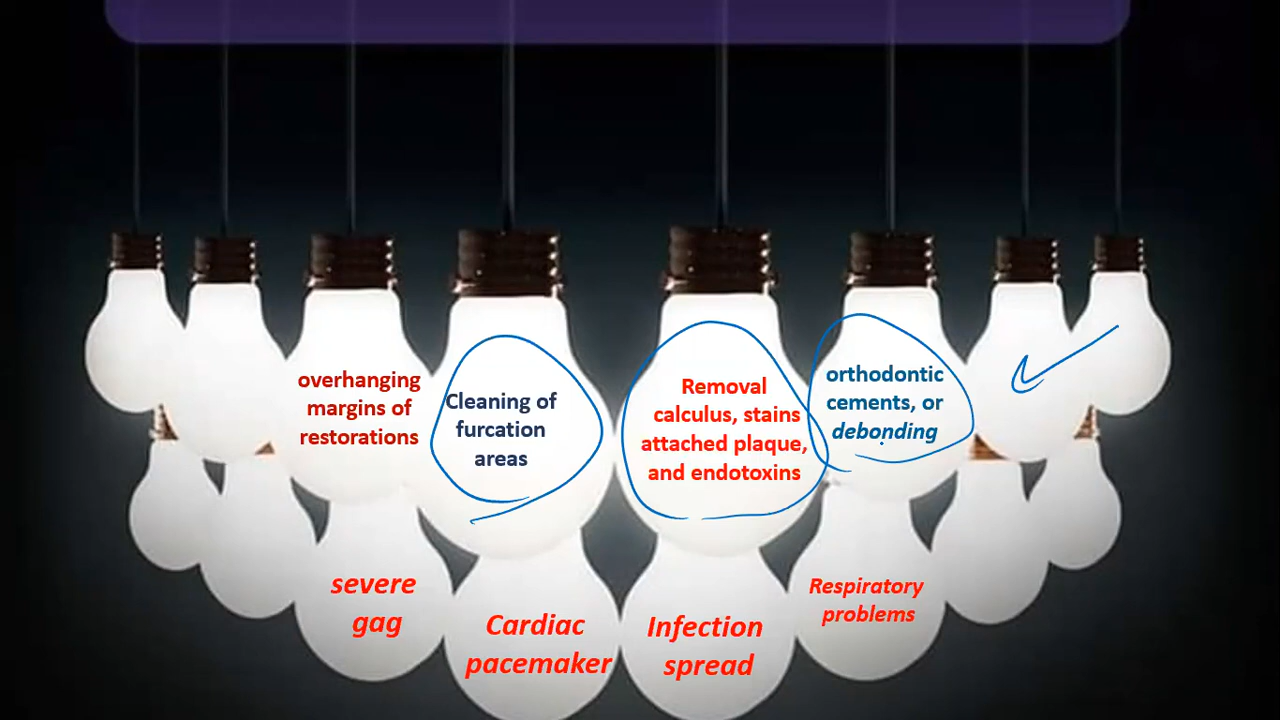 overhanging
margins of
restorations
Cleaning of
furcation
areas
Removal
calculus, stains
attached plaque,
and endotoxins
orthodontic
cements, or
debonding
severe
gag
Cardiac
pacemaker
Infection
spread
Respiratory
problems